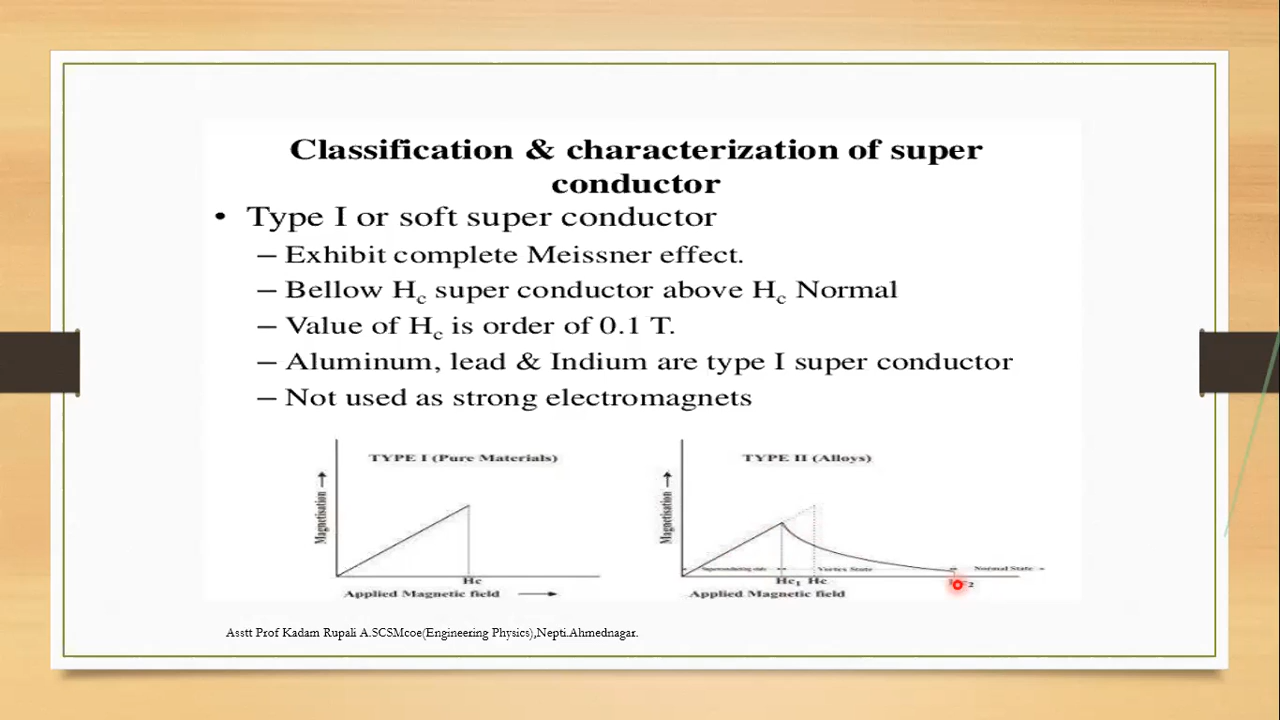 Classification & characterization of super
conductor
• Type I or soft super conductor
– Exhibit complete Meissner effect.
– Bellow Hc super conductor above Hc Normal
– Value of Hc is order of 0.1 T.
– Aluminum, lead & Indium are type I super conductor
– Not used as strong electromagnets
TYPE I (Pure Materials)
Magnetisation
Hc
Applied Magnetic field
TYPE II (Alloys)
Magnetisation
Superconducting state
Vortex State
Normal State
Hc1 Hc
2
Applied Magnetic field
Asstt Prof Kadam Rupali A.SCSMcoe(Engineering Physics),Nepti.Ahmednagar.